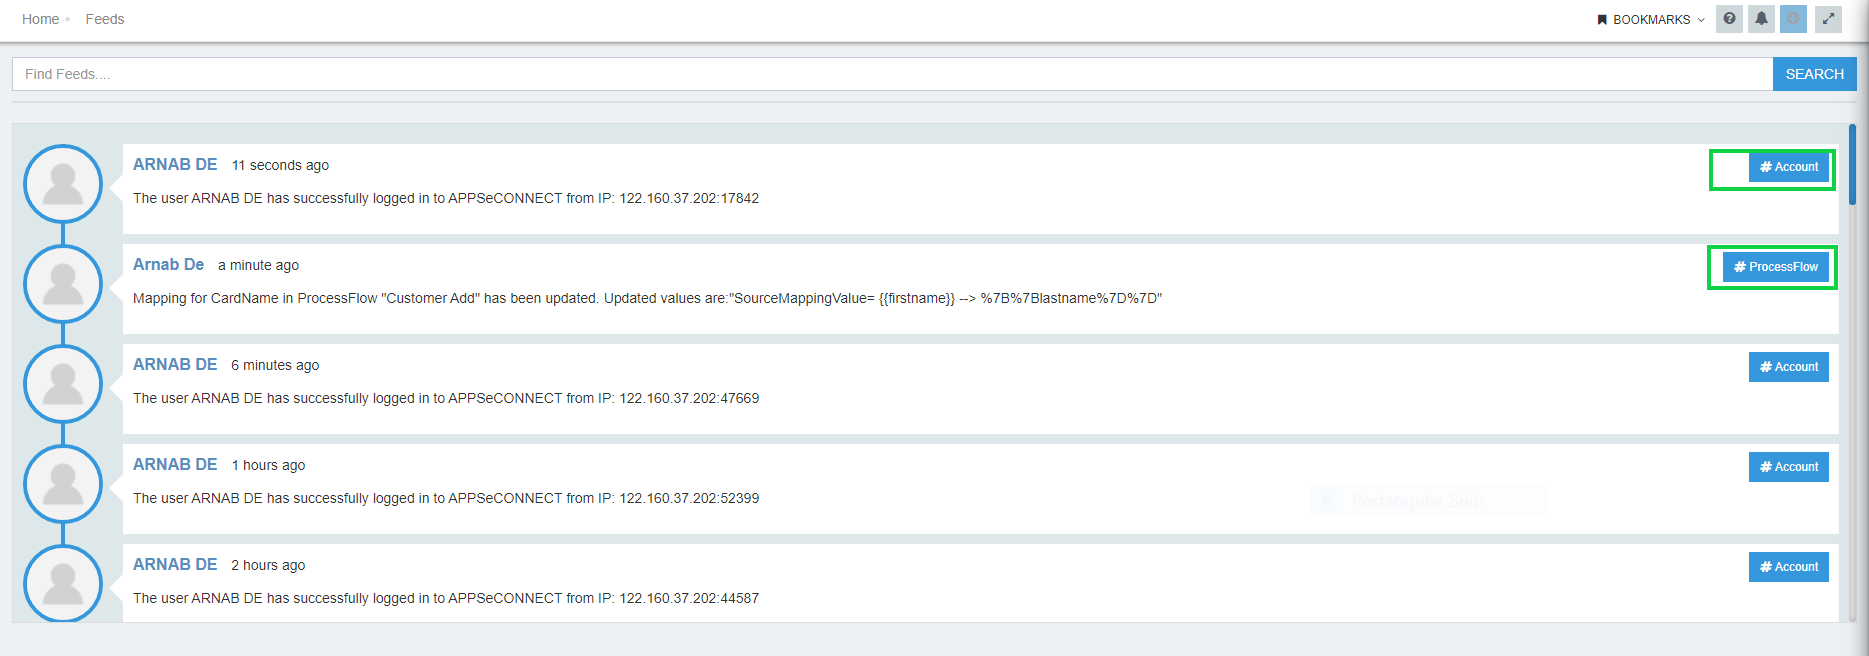 Home Feeds
BOOKMARKS
Find Feeds....
SEARCH
ARNAB DE 11 seconds ago
# Account
The user ARNAB DE has successfully logged in to APPSeCONNECT from IP: 122.160.37.202:17842
Arnab De a minute ago
# ProcessFlow
Mapping for CardName in ProcessFlow "Customer Add" has been updated. Updated values are:"SourceMappingValue= {{firstname}} --> %7B%7Blastname%7D%7D"
ARNAB DE 6 minutes ago
# Account
The user ARNAB DE has successfully logged in to APPSeCONNECT from IP: 122.160.37.202:47669
ARNAB DE 1 hours ago
# Account
The user ARNAB DE has successfully logged in to APPSeCONNECT from IP: 122.160.37.202:52399
Rectangular Snip
ARNAB DE 2 hours ago
# Account
The user ARNAB DE has successfully logged in to APPSeCONNECT from IP: 122.160.37.202:44587